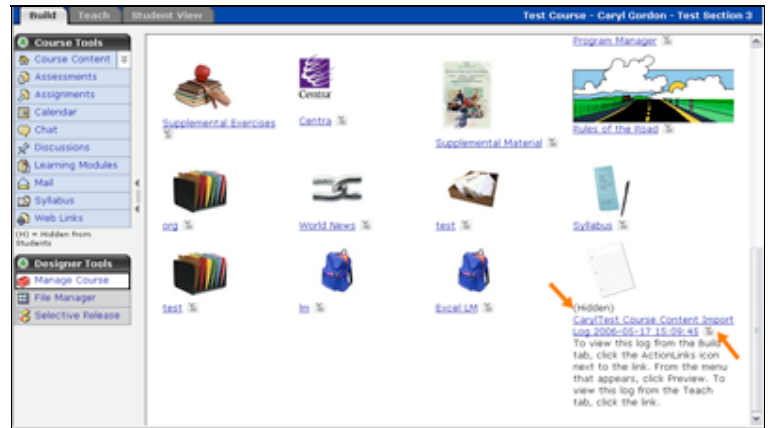 Build Teach Student View Test Course - Caryl Gordon - Test Section 3
Course Tools
Course Content
Assessments
Assignments
Calendar
Chat
Discussions
Learning Modules
Mail
Syllabus
Web Links
(H) = Hidden from
Students
Designer Tools
Manage Course
File Manager
Selective Release
Program Manager
Supplemental Exercises
Centra
Centra
Supplemental Material
Rules of the Road
org
World News
test
Syllabus
test
lm
Excel LM
(Hidden)
CarylTest Course Content Import
Log 2006-05-17 15:09:45
To view this log from the Build
tab, click the ActionLinks icon
next to the link. From the menu
that appears, click Preview. To
view this log from the Teach
tab, click the link.